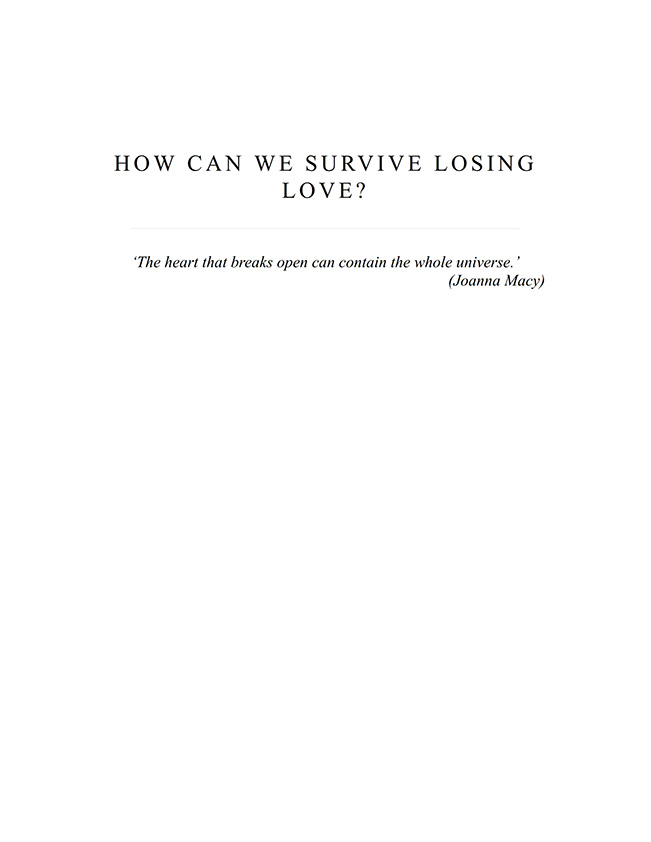 HOW CAN WE SURVIVE LOSING
LOVE?
‘The heart that breaks open can contain the whole universe.’
(Joanna Macy)